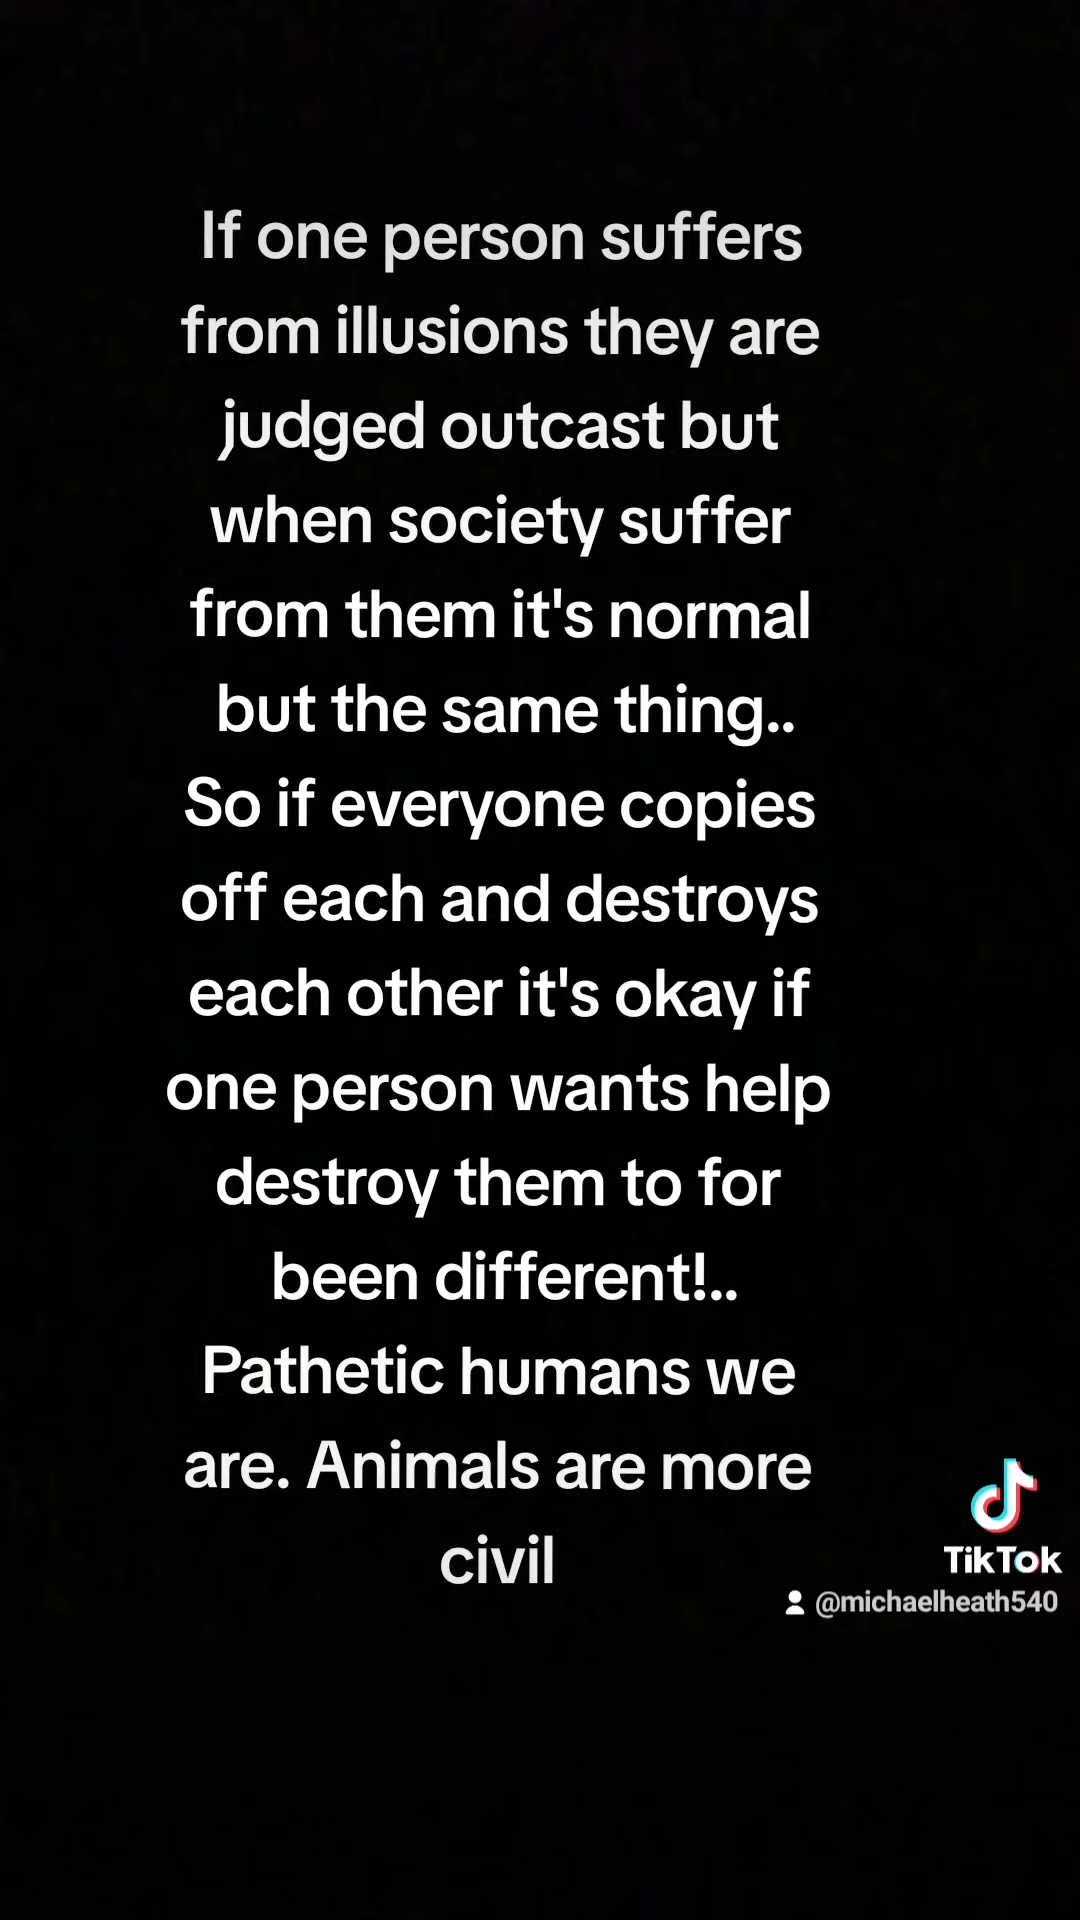 If one person suffers
from illusions they are
judged outcast but
when society suffer
from them it's normal
but the same thing..
So if everyone copies
off each and destroys
each other it's okay if
one person wants help
destroy them to for
been different!..
Pathetic humans we
are. Animals are more
civil
TikTok
@michaelheath540